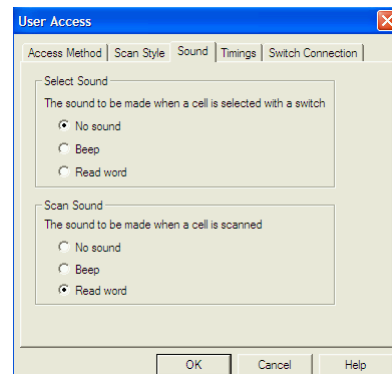 User Access
Access Method Scan Style Sound Timings Switch Connection
Select Sound
The sound to be made when a cell is selected with a switch
No sound
Beep
Read word
Scan Sound
The sound to be made when a cell is scanned
No sound
Beep
Read word
OK Cancel Help